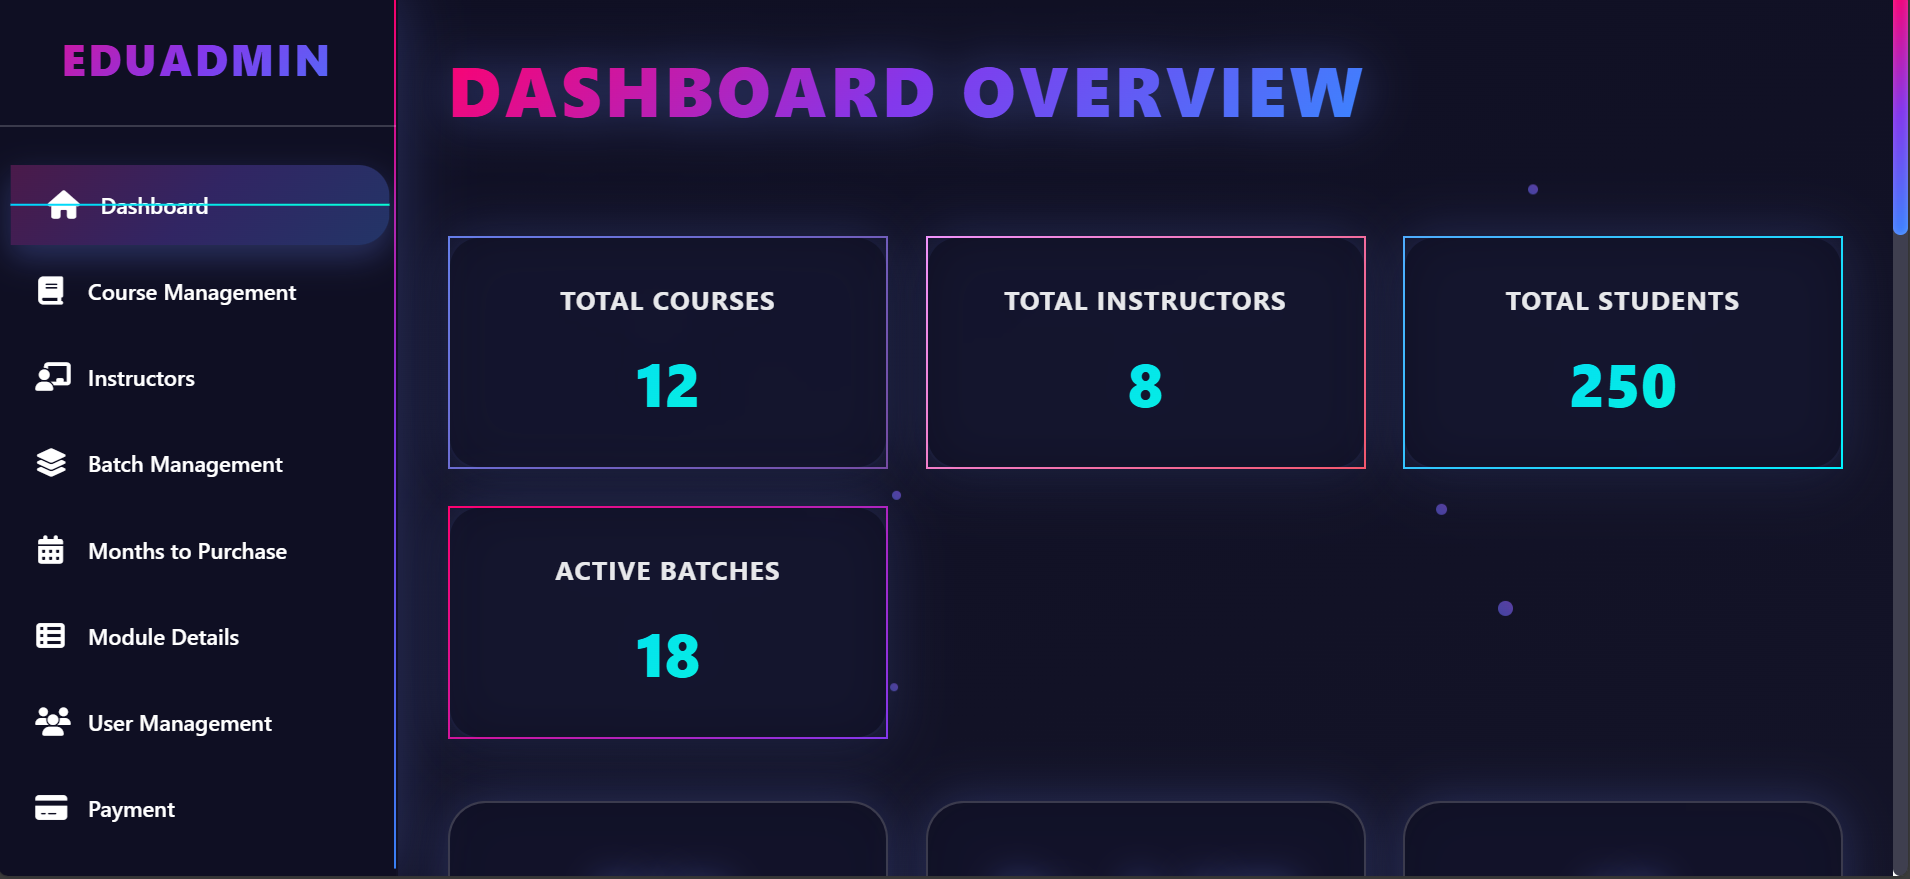 EDUADMIN
Dashboard
Course Management
Instructors
Batch Management
Months to Purchase
Module Details
User Management
Payment
DASHBOARD OVERVIEW
TOTAL COURSES
12
TOTAL INSTRUCTORS
8
TOTAL STUDENTS
250
ACTIVE BATCHES
18